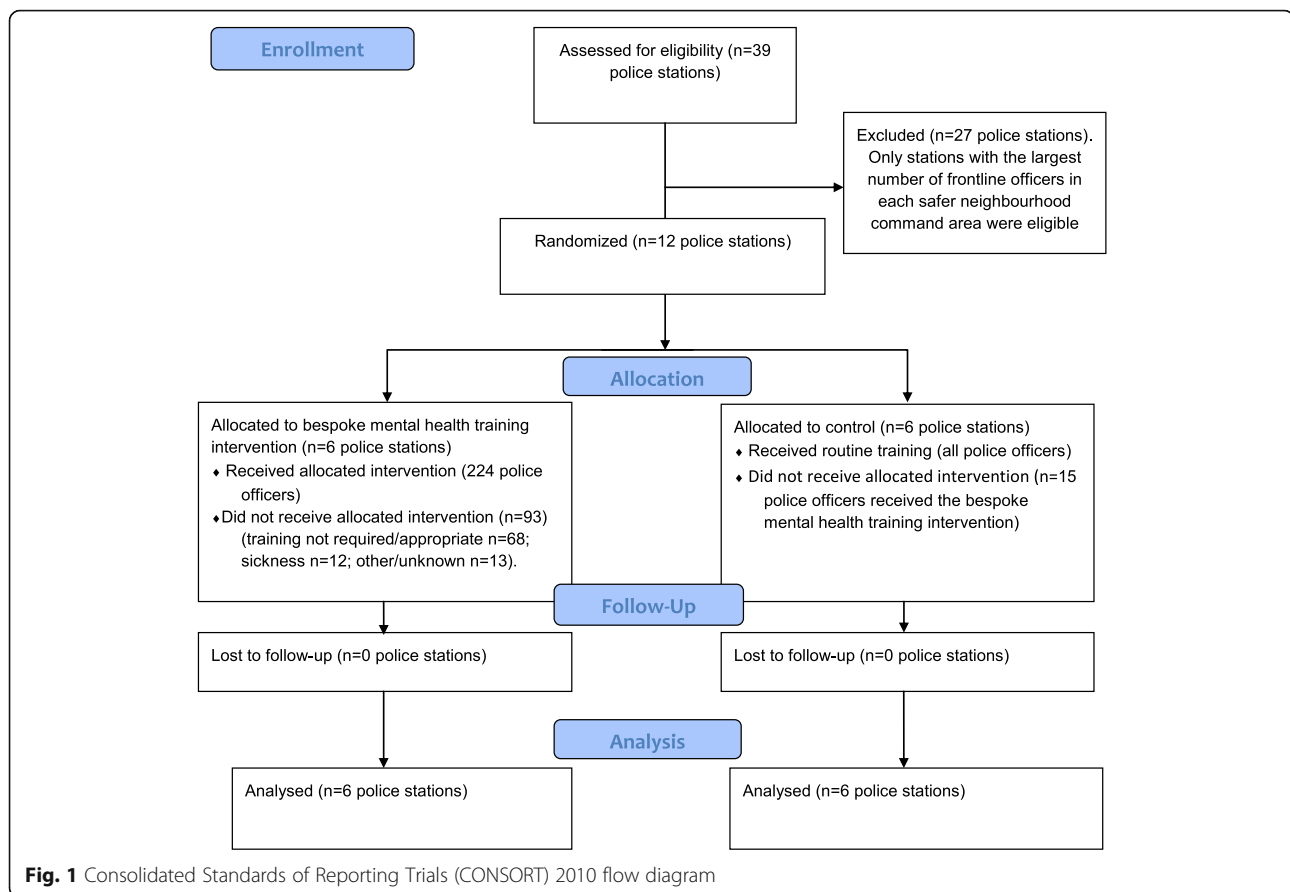 Enrollment
Assessed for eligibility (n=39
police stations)
Excluded (n=27 police stations).
Only stations with the largest
number of frontline officers in
each safer neighbourhood
command area were eligible
Randomized (n=12 police stations)
Allocation
Allocated to bespoke mental health training
intervention (n=6 police stations)
♦ Received allocated intervention (224 police
officers)
♦Did not receive allocated intervention (n=93)
(training not required/appropriate n=68;
sickness n=12; other/unknown n=13).
Allocated to control (n=6 police stations)
♦ Received routine training (all police officers)
♦ Did not receive allocated intervention (n=15
police officers received the bespoke
mental health training intervention)
Follow-Up
Lost to follow-up (n=0 police stations)
Lost to follow-up (n=0 police stations)
Analysis
Analysed (n=6 police stations)
Analysed (n=6 police stations)
Fig. 1 Consolidated Standards of Reporting Trials (CONSORT) 2010 flow diagram